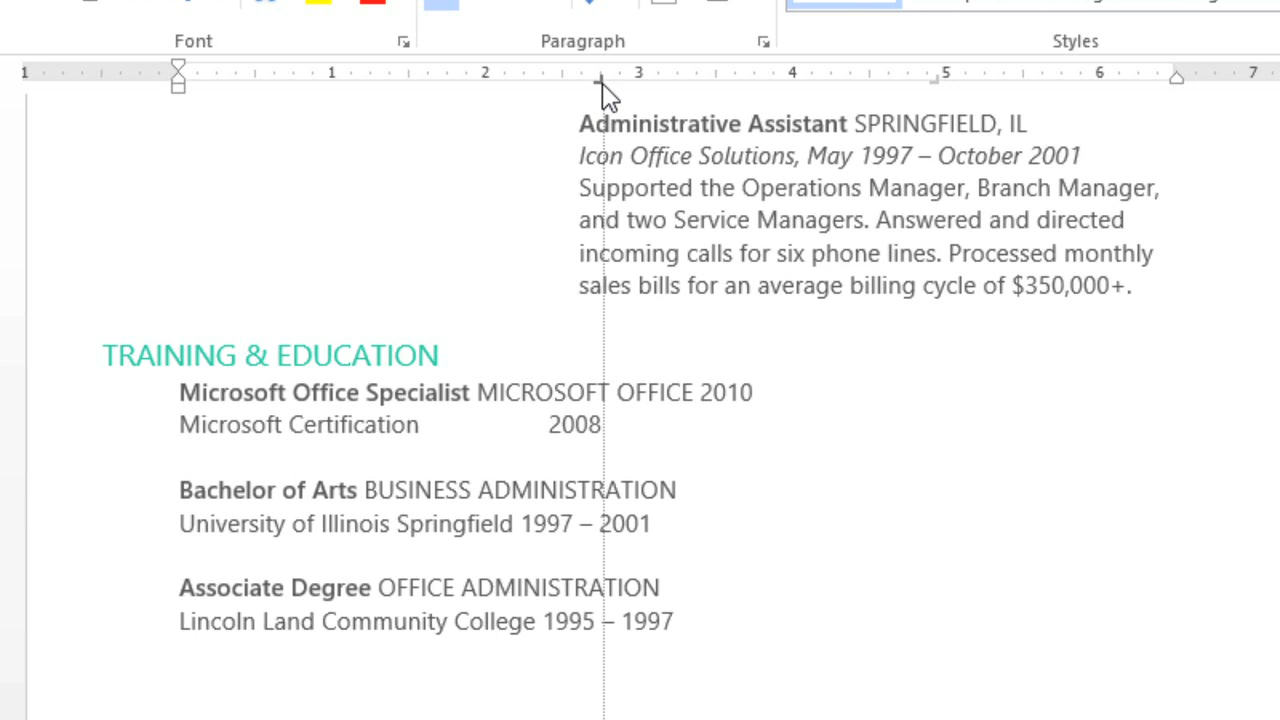 Font Paragraph Styles
1 1 2 3 4 5 6 7
Administrative Assistant SPRINGFIELD, IL
Icon Office Solutions, May 1997 – October 2001
Supported the Operations Manager, Branch Manager,
and two Service Managers. Answered and directed
incoming calls for six phone lines. Processed monthly
sales bills for an average billing cycle of $350,000+.
TRAINING & EDUCATION
Microsoft Office Specialist MICROSOFT OFFICE 2010
Microsoft Certification 2008
Bachelor of Arts BUSINESS ADMINISTRATION
University of Illinois Springfield 1997 – 2001
Associate Degree OFFICE ADMINISTRATION
Lincoln Land Community College 1995 – 1997